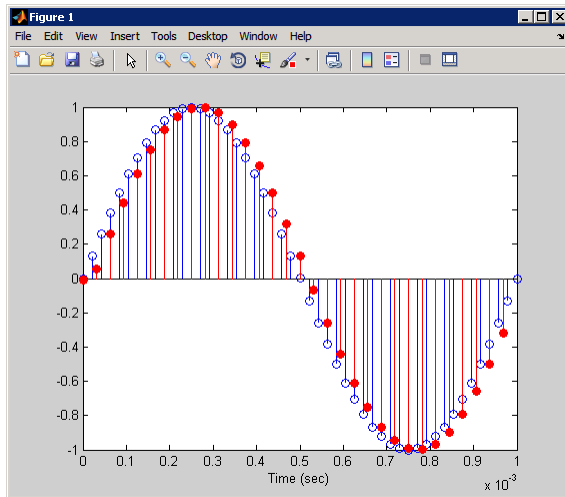 Figure 1
File Edit View Insert Tools Desktop Window Help
1
0.8
0.6
0.4
0.2
0
-0.2
-0.4
-0.6
-0.8
-1
0 0.1 0.2 0.3 0.4 0.5 0.6 0.7 0.8 0.9 1
Time (sec)
x 10⁻³